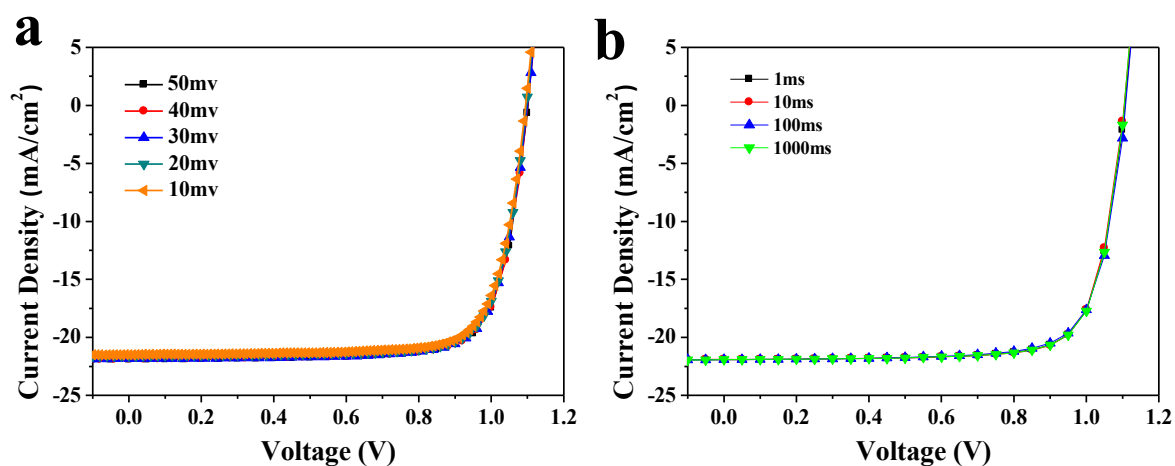 a
5
0
-5
-10
-15
-20
-25
Current Density (mA/cm²)
50mv
40mv
30mv
20mv
10mv
0.0 0.2 0.4 0.6 0.8 1.0 1.2
Voltage (V)
b
5
0
-5
-10
-15
-20
-25
Current Density (mA/cm²)
1ms
10ms
100ms
1000ms
0.0 0.2 0.4 0.6 0.8 1.0 1.2
Voltage (V)